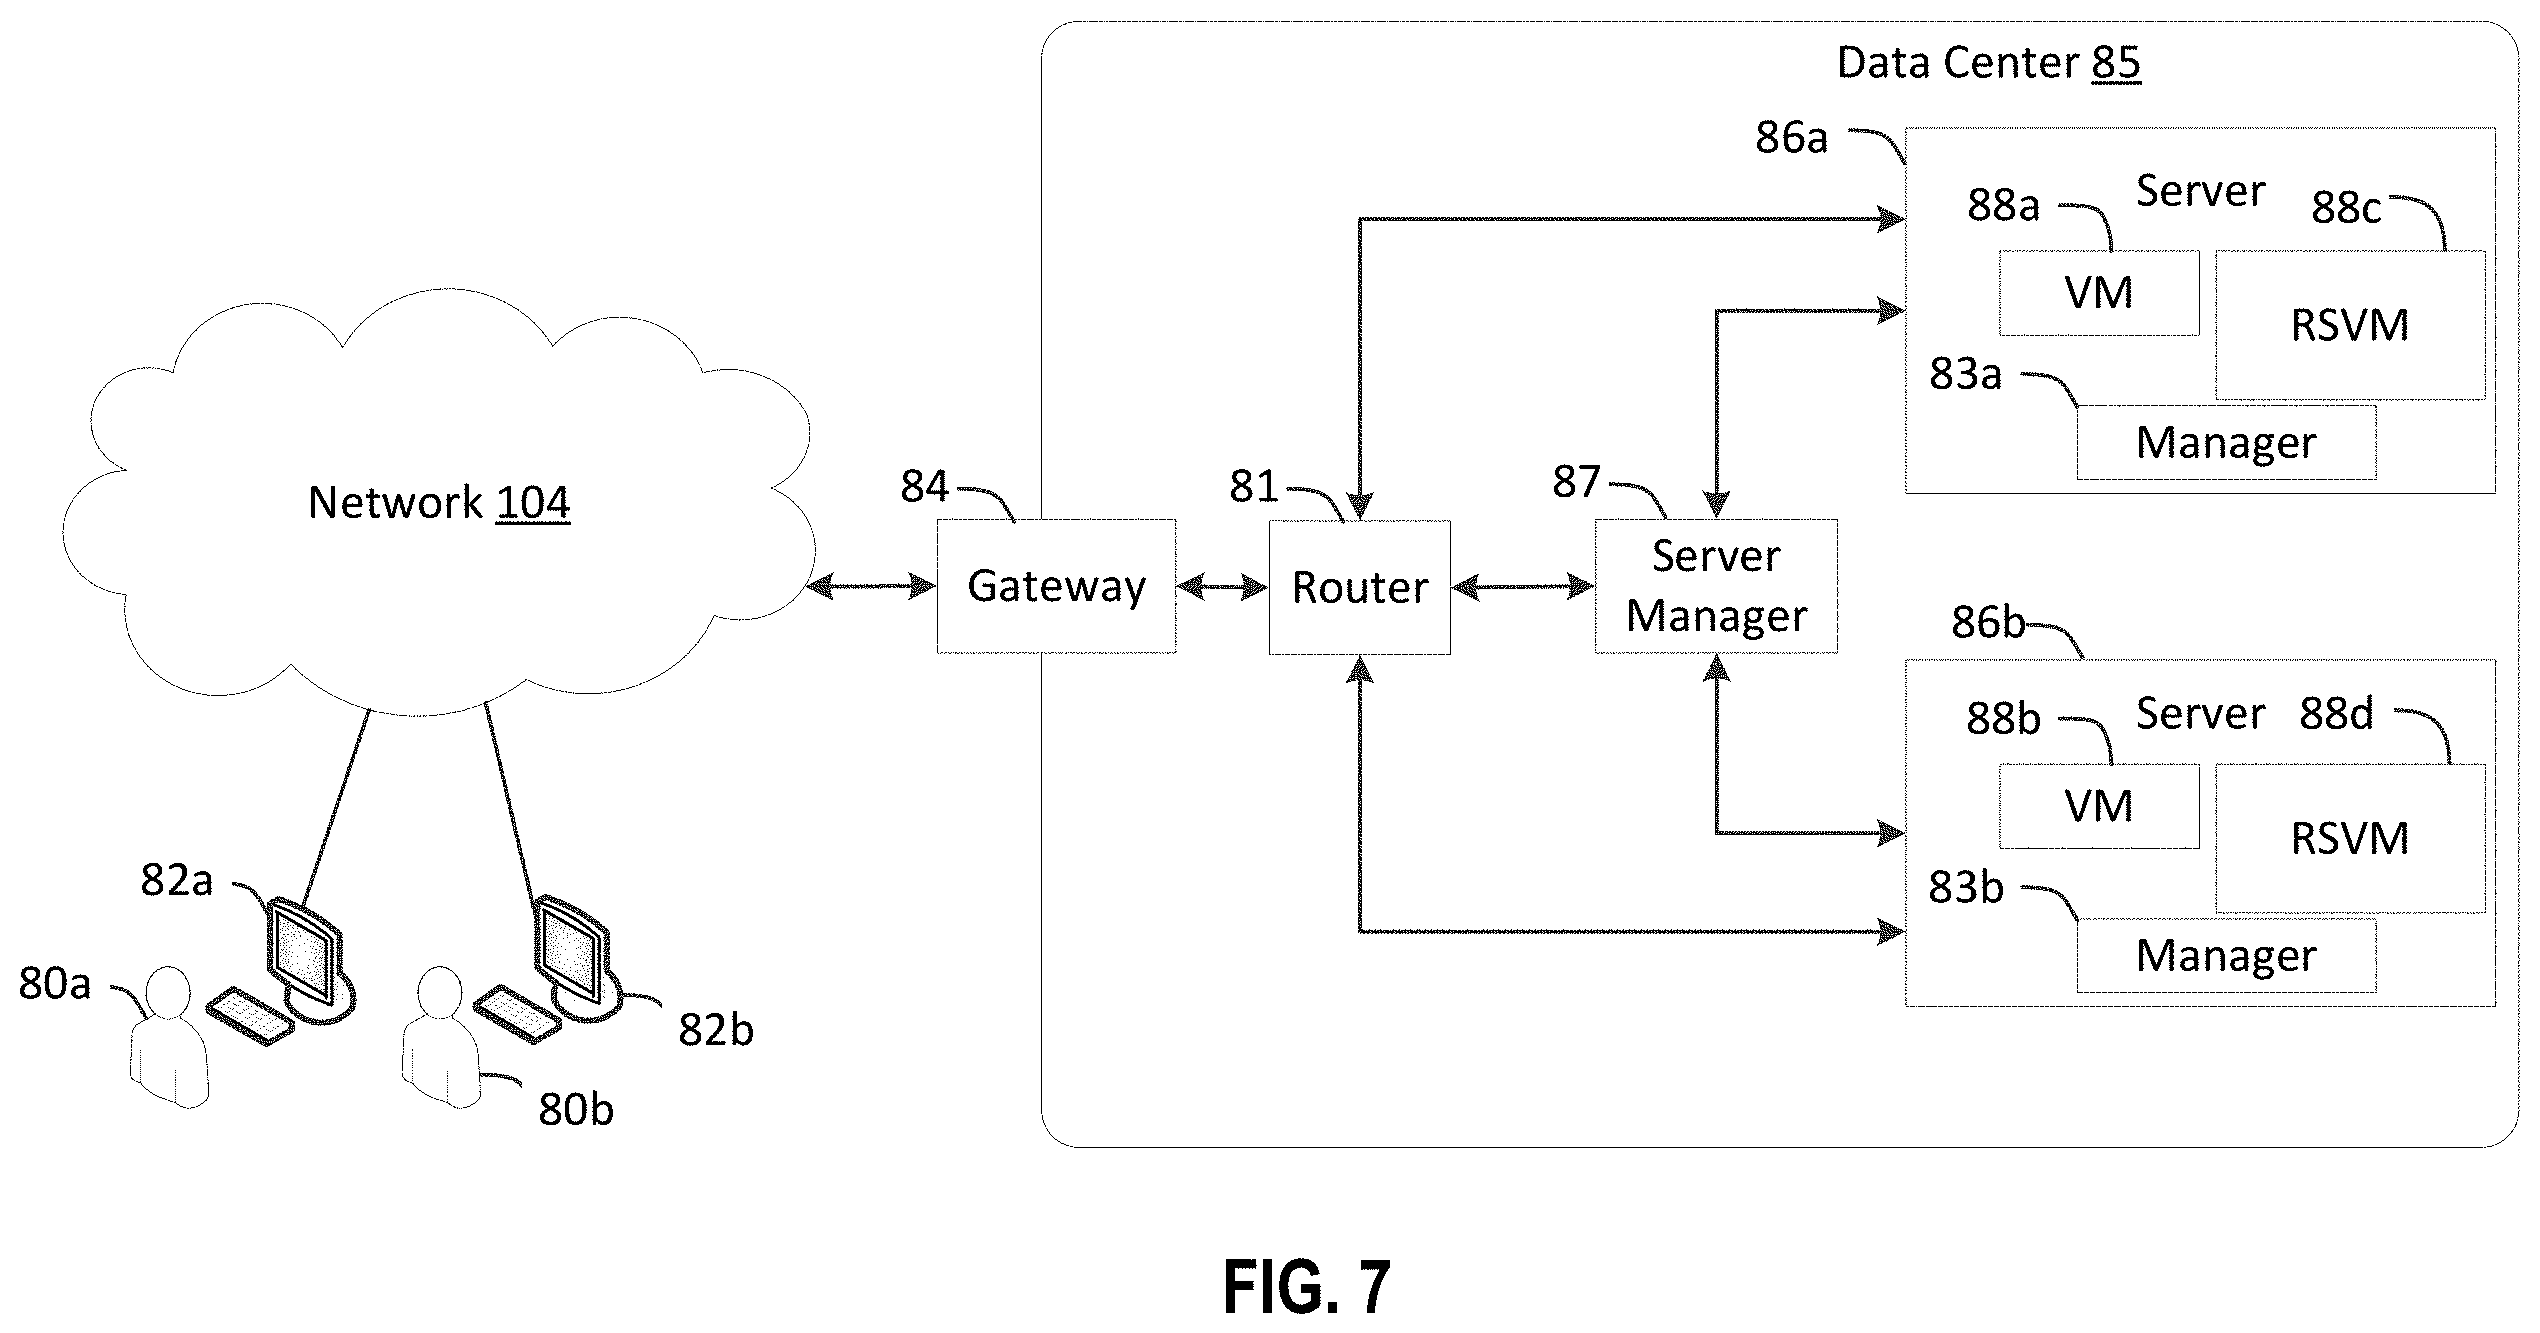 Data Center 85
86a
Server
88a
88c
VM
RSVM
83a
Manager
Network 104
84
81
87
Gateway
Router
Server
Manager
86b
Server
88b
88d
VM
RSVM
83b
Manager
82a
80a
82b
80b
FIG. 7